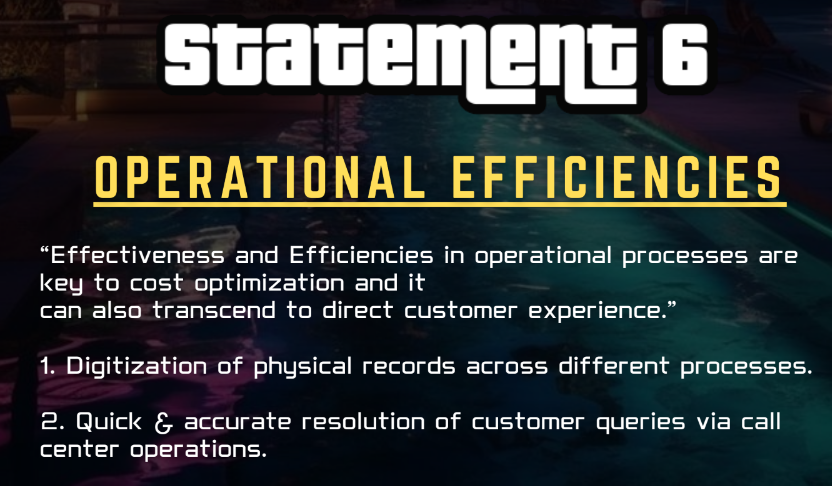 statement 6
OPERATIONAL EFFICIENCIES
“Effectiveness and Efficiencies in operational processes are
key to cost optimization and it
can also transcend to direct customer experience.”
1. Digitization of physical records across different processes.
2. Quick & accurate resolution of customer queries via call
center operations.